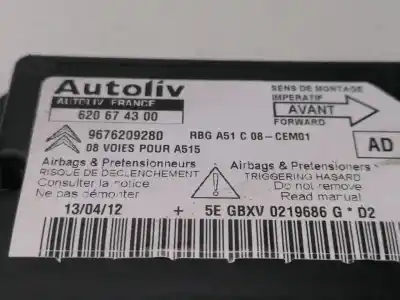 Autoliv
AUTOLIV FRANCE
620 67 43 00
SENS DE MONTAGE
IMPERATIF
AVANT
FORWARD
9676209280
RBG A51 C 08-CEM01
08 VOIES POUR A51S
AD
Airbags & Pretensionneurs
RISQUE DE DECLENCHEMENT
Consulter la notice
Ne pas démonter
Airbags & Pretensioners
TRIGGERING HASARD
Do not remove
Read manual
13/04/12 + 5E GBXV 0219686 G * D2